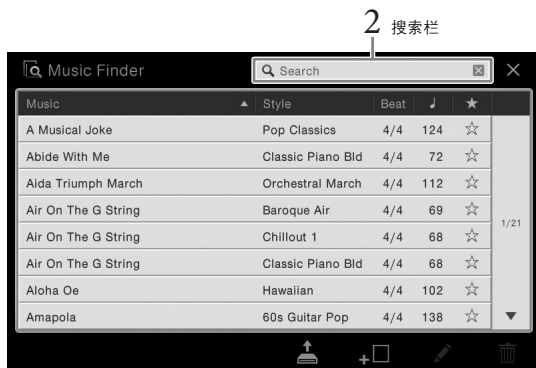 2 搜索栏
Music Finder Search
Music Style Beat ♩ ★
A Musical Joke Pop Classics 4/4 124 ☆
Abide With Me Classic Piano Bld 4/4 72 ☆
Aida Triumph March Orchestral March 4/4 112 ☆
Air On The G String Baroque Air 4/4 69 ☆
Air On The G String Chillout 1 4/4 68 ☆
Air On The G String Classic Piano Bld 4/4 68 ☆
Aloha Oe Hawaiian 4/4 102 ☆
Amapola 60s Guitar Pop 4/4 138 ☆
1/21